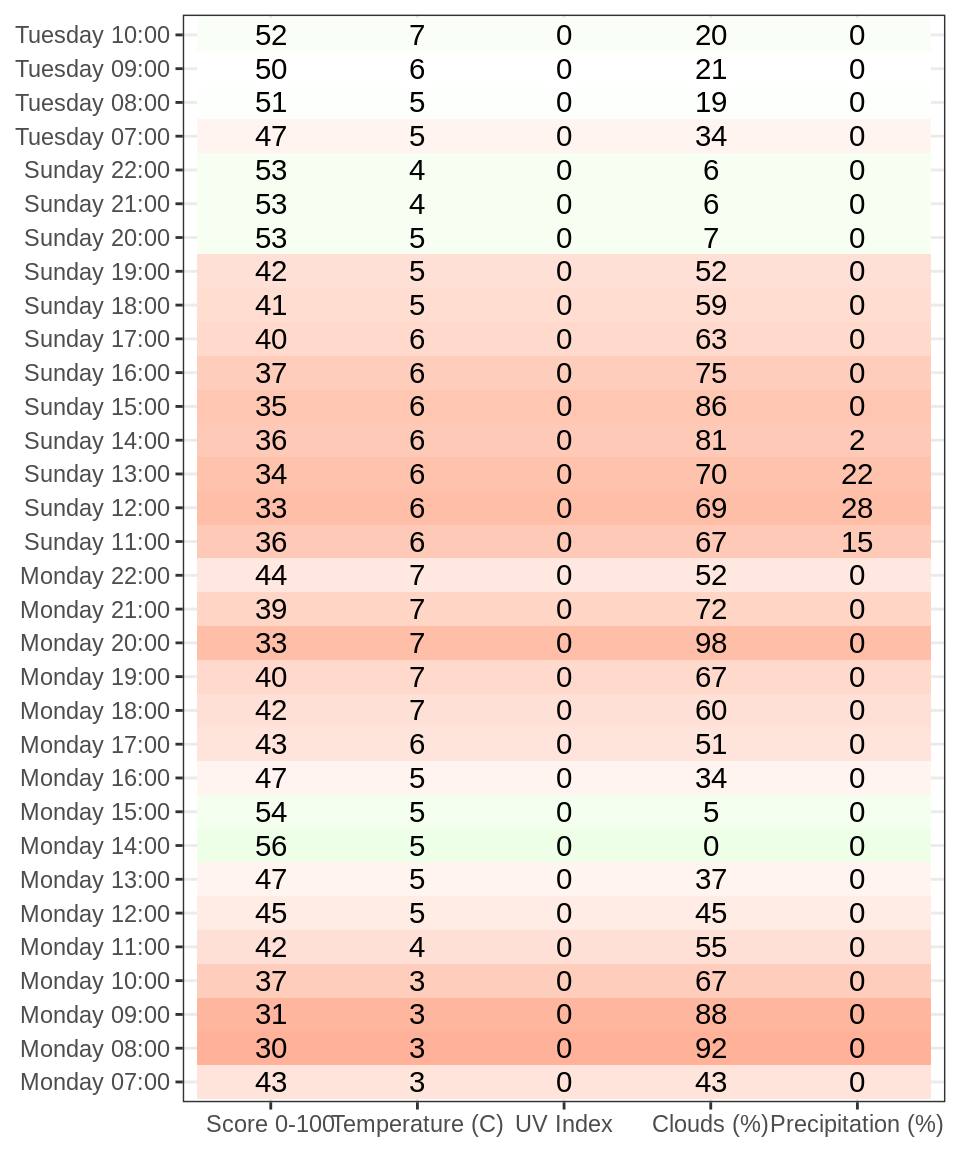 Tuesday 10:00 52 7 0 20 0
Tuesday 09:00 50 6 0 21 0
Tuesday 08:00 51 5 0 19 0
Tuesday 07:00 47 5 0 34 0
Sunday 22:00 53 4 0 6 0
Sunday 21:00 53 4 0 6 0
Sunday 20:00 53 5 0 7 0
Sunday 19:00 42 5 0 52 0
Sunday 18:00 41 5 0 59 0
Sunday 17:00 40 6 0 63 0
Sunday 16:00 37 6 0 75 0
Sunday 15:00 35 6 0 86 0
Sunday 14:00 36 6 0 81 2
Sunday 13:00 34 6 0 70 22
Sunday 12:00 33 6 0 69 28
Sunday 11:00 36 6 0 67 15
Monday 22:00 44 7 0 52 0
Monday 21:00 39 7 0 72 0
Monday 20:00 33 7 0 98 0
Monday 19:00 40 7 0 67 0
Monday 18:00 42 7 0 60 0
Monday 17:00 43 6 0 51 0
Monday 16:00 47 5 0 34 0
Monday 15:00 54 5 0 5 0
Monday 14:00 56 5 0 0 0
Monday 13:00 47 5 0 37 0
Monday 12:00 45 5 0 45 0
Monday 11:00 42 4 0 55 0
Monday 10:00 37 3 0 67 0
Monday 09:00 31 3 0 88 0
Monday 08:00 30 3 0 92 0
Monday 07:00 43 3 0 43 0
Score 0-100 Temperature (C) UV Index Clouds (%) Precipitation (%)